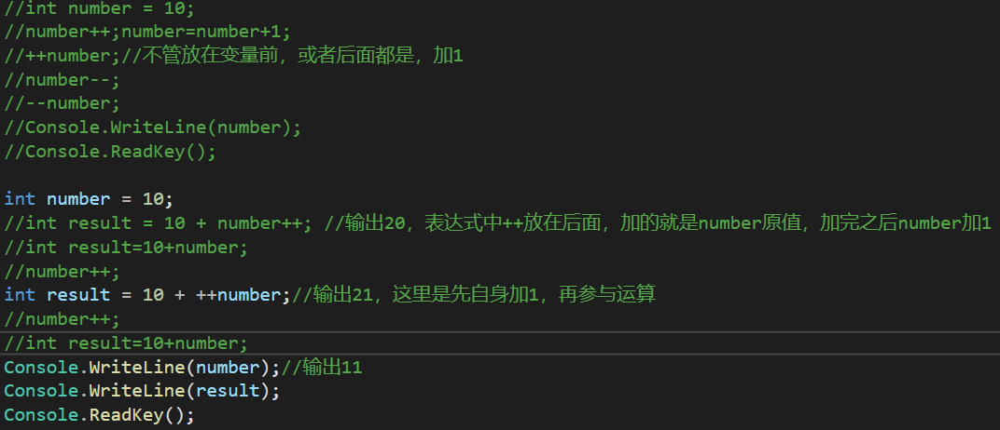 //int number = 10;
//number++;number=number+1;
//++number;//不管放在变量前，或者后面都是，加1
//number--;
//--number;
//Console.WriteLine(number);
//Console.ReadKey();
int number = 10;
//int result = 10 + number++; //输出20，表达式中++放在后面，加的就是number原值，加完之后number加1
//int result=10+number;
//number++;
int result = 10 + ++number;//输出21，这里是先自身加1，再参与运算
//number++;
//int result=10+number;
Console.WriteLine(number);//输出11
Console.WriteLine(result);
Console.ReadKey();